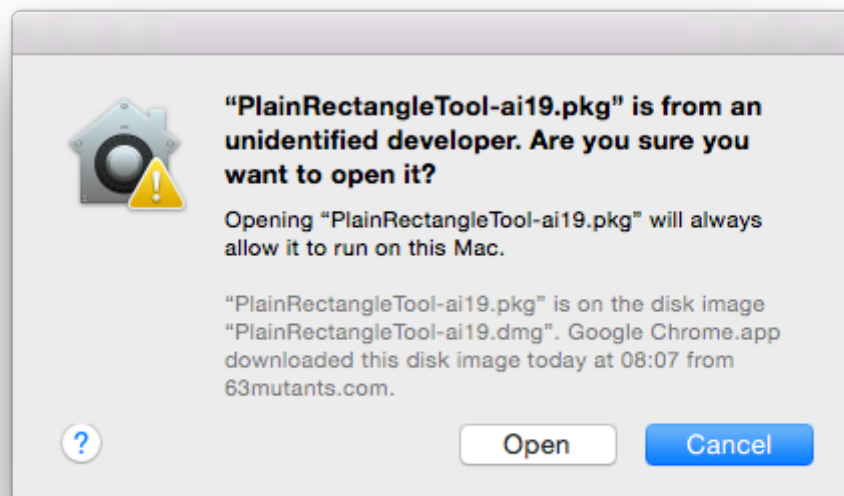 “PlainRectangleTool-ai19.pkg” is from an
unidentified developer. Are you sure you
want to open it?
Opening “PlainRectangleTool-ai19.pkg” will always
allow it to run on this Mac.
“PlainRectangleTool-ai19.pkg” is on the disk image
“PlainRectangleTool-ai19.dmg”. Google Chrome.app
downloaded this disk image today at 08:07 from
63mutants.com.
?
Open
Cancel